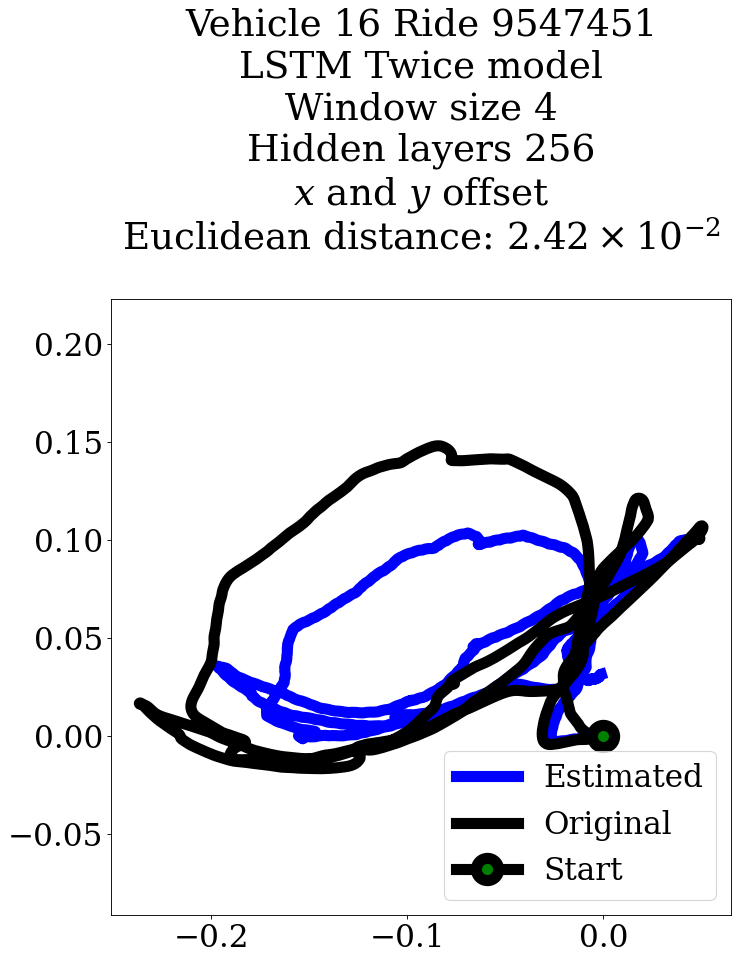 Vehicle 16 Ride 9547451
LSTM Twice model
Window size 4
Hidden layers 256
x and y offset
Euclidean distance: 2.42 × 10⁻²
0.20
0.15
0.10
0.05
0.00
−0.05
Estimated
Original
Start
−0.2
−0.1
0.0